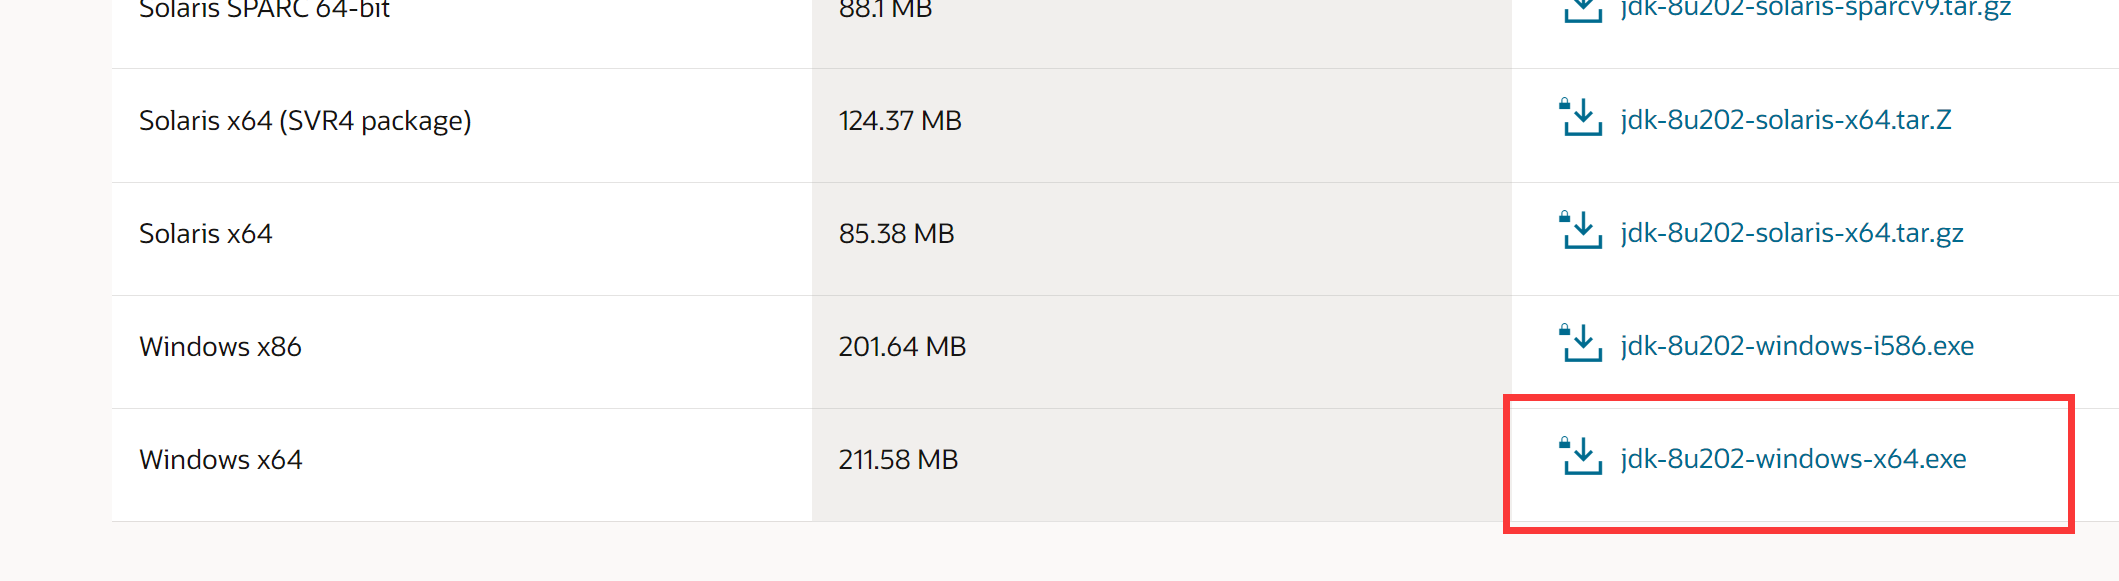 Solaris SPARC 64-bit 88.1 MB jdk-8u202-solaris-sparcv9.tar.gz
Solaris x64 (SVR4 package) 124.37 MB jdk-8u202-solaris-x64.tar.Z
Solaris x64 85.38 MB jdk-8u202-solaris-x64.tar.gz
Windows x86 201.64 MB jdk-8u202-windows-i586.exe
Windows x64 211.58 MB jdk-8u202-windows-x64.exe